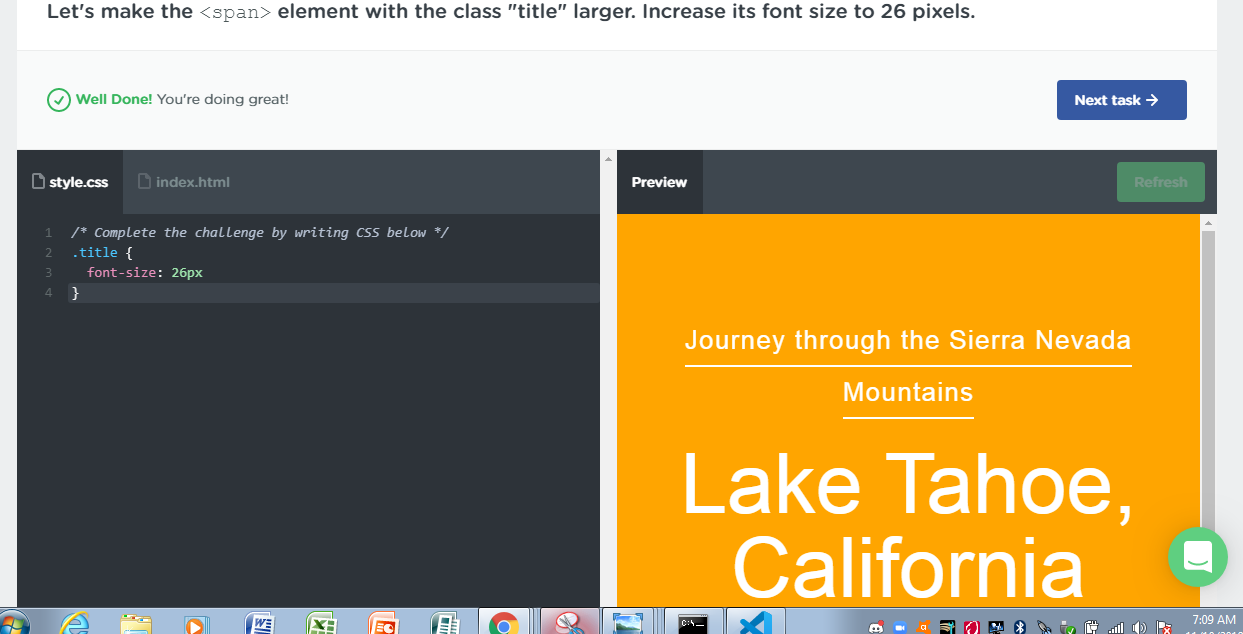 Let's make the <span> element with the class "title" larger. Increase its font size to 26 pixels.
Well Done! You're doing great!
Next task →
style.css
index.html
1 /* Complete the challenge by writing CSS below */
2 .title {
3 font-size: 26px
4 }
Preview
Refresh
Journey through the Sierra Nevada
Mountains
Lake Tahoe,
California
7:09 AM